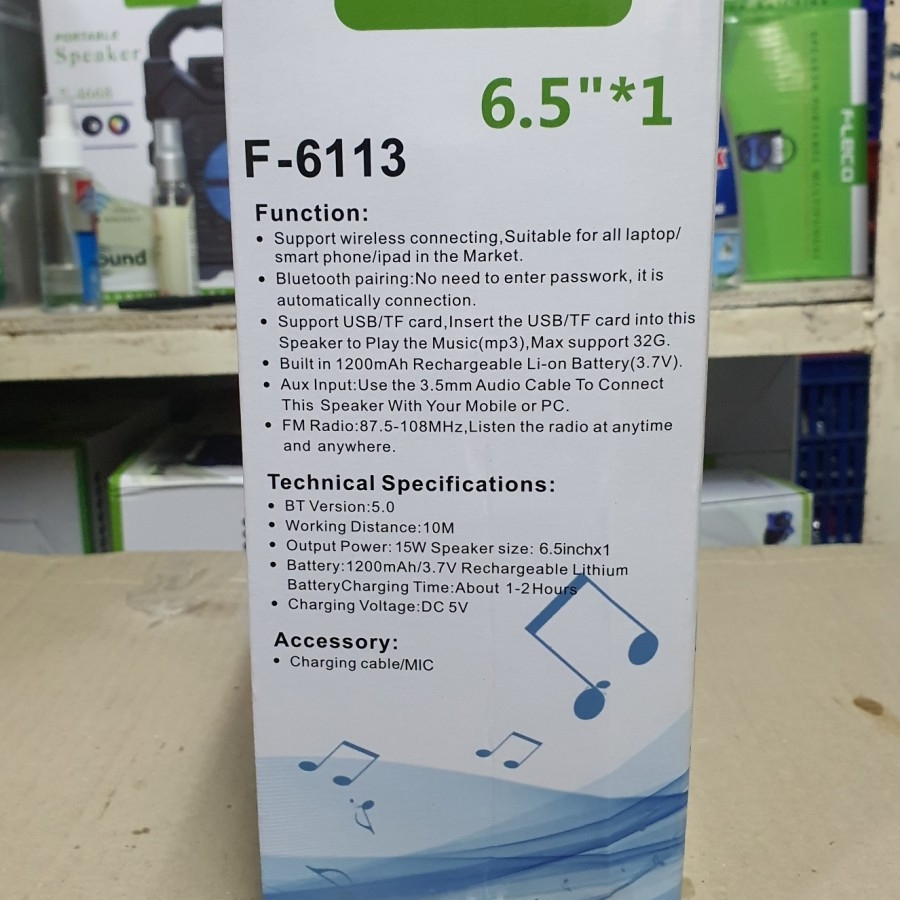 PORTABLE
Speaker
6.5"*1
F-6113
FLECO
Function:
• Support wireless connecting,Suitable for all laptop/
smart phone/ipad in the Market.
• Bluetooth pairing:No need to enter passwork, it is
automatically connection.
• Support USB/TF card,Insert the USB/TF card into this
Speaker to Play the Music(mp3),Max support 32G.
• Built in 1200mAh Rechargeable Li-on Battery(3.7V).
• Aux Input:Use the 3.5mm Audio Cable To Connect
This Speaker With Your Mobile or PC.
• FM Radio:87.5-108MHz,Listen the radio at anytime
and anywhere.
Technical Specifications:
• BT Version:5.0
• Working Distance:10M
• Output Power: 15W Speaker size: 6.5inchx1
• Battery:1200mAh/3.7V Rechargeable Lithium
BatteryCharging Time:About 1-2Hours
• Charging Voltage:DC 5V
Accessory:
• Charging cable/MIC